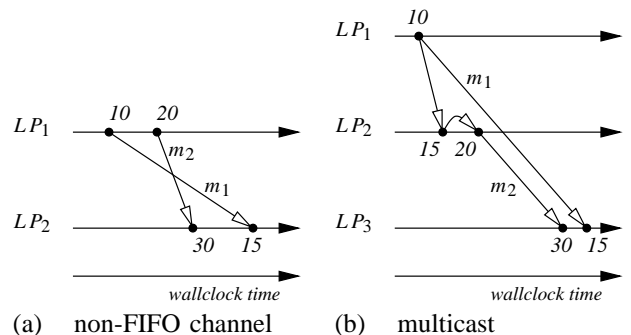 10 20
LP1
m2
m1
LP2
30 15
wallclock time
(a) non-FIFO channel
10
LP1
m1
LP2
15 20
m2
LP3
30 15
wallclock time
(b) multicast